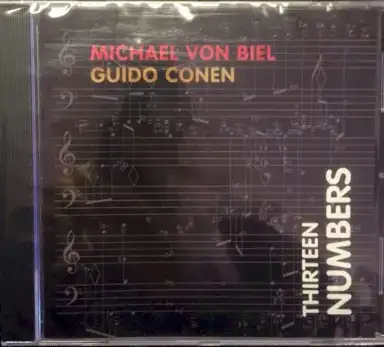 MICHAEL VON BIEL
GUIDO CONEN
THIRTEEN
NUMBERS